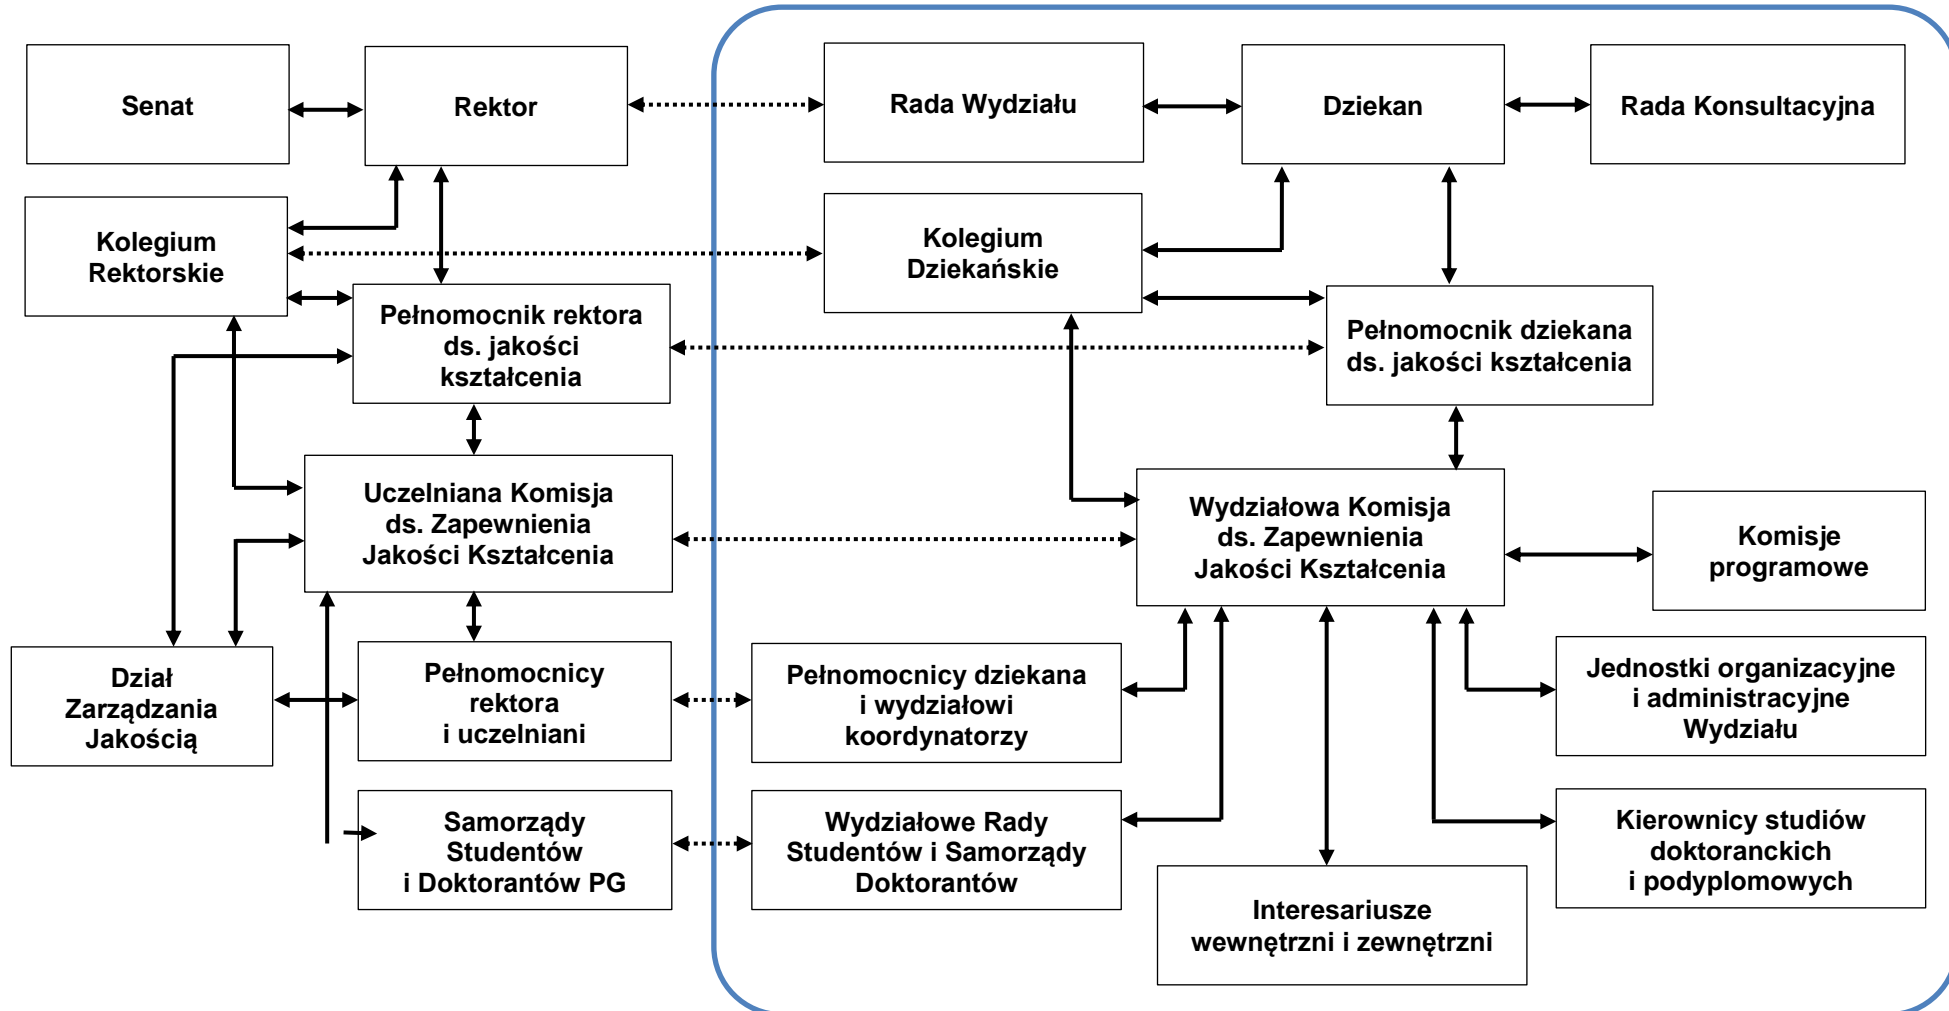 Senat
Rektor
Rada Wydziału
Dziekan
Rada Konsultacyjna
Kolegium
Rektorskie
Kolegium
Dziekańskie
Pełnomocnik rektora
ds. jakości
kształcenia
Pełnomocnik dziekana
ds. jakości kształcenia
Uczelniana Komisja
ds. Zapewnienia
Jakości Kształcenia
Wydziałowa Komisja
ds. Zapewnienia
Jakości Kształcenia
Komisje
programowe
Dział
Zarządzania
Jakością
Pełnomocnicy
rektora
i uczelniani
Pełnomocnicy dziekana
i wydziałowi
koordynatorzy
Jednostki organizacyjne
i administracyjne
Wydziału
Samorządy
Studentów
i Doktorantów PG
Wydziałowe Rady
Studentów i Samorządy
Doktorantów
Kierownicy studiów
doktoranckich
i podyplomowych
Interesariusze
wewnętrzni i zewnętrzni